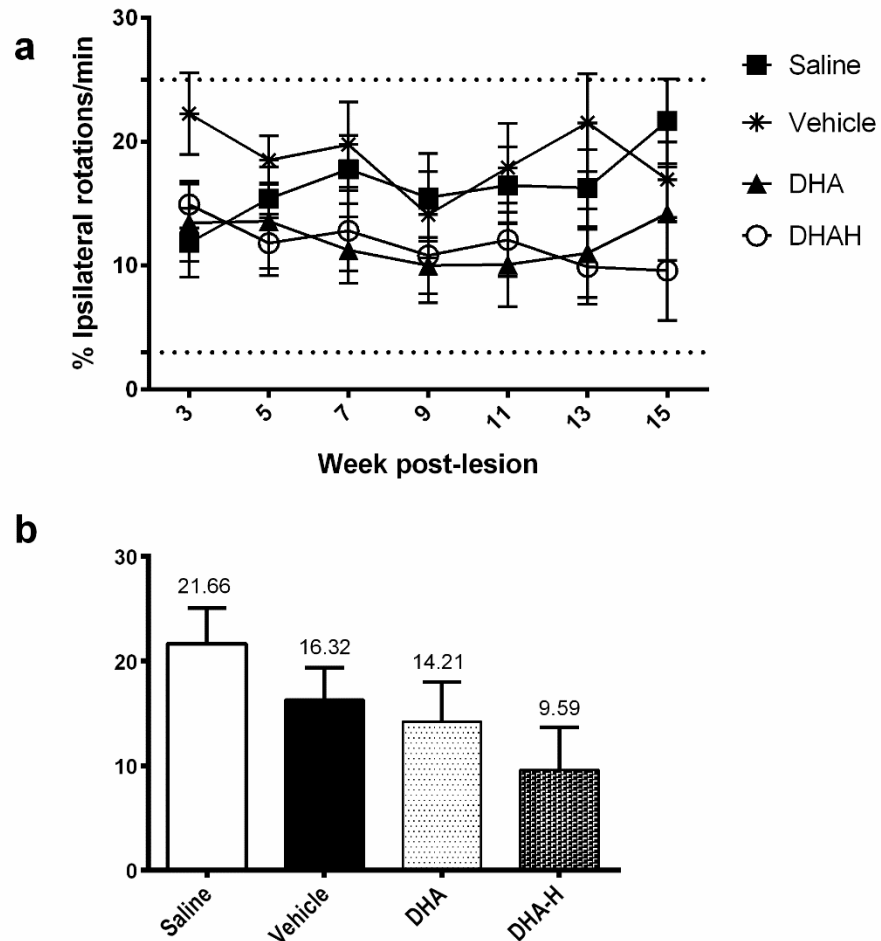 a
% Ipsilateral rotations/min
30
20
10
0
3 5 7 9 11 13 15
Week post-lesion
Saline
Vehicle
DHA
DHAH
b
30
20
10
0
21.66
16.32
14.21
9.59
Saline Vehicle DHA DHA-H